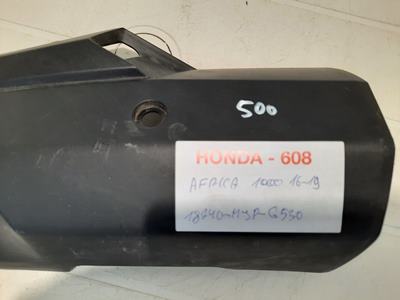 500
HONDA - 608
AFRICA 1000 16-19
18640-MJP-G530